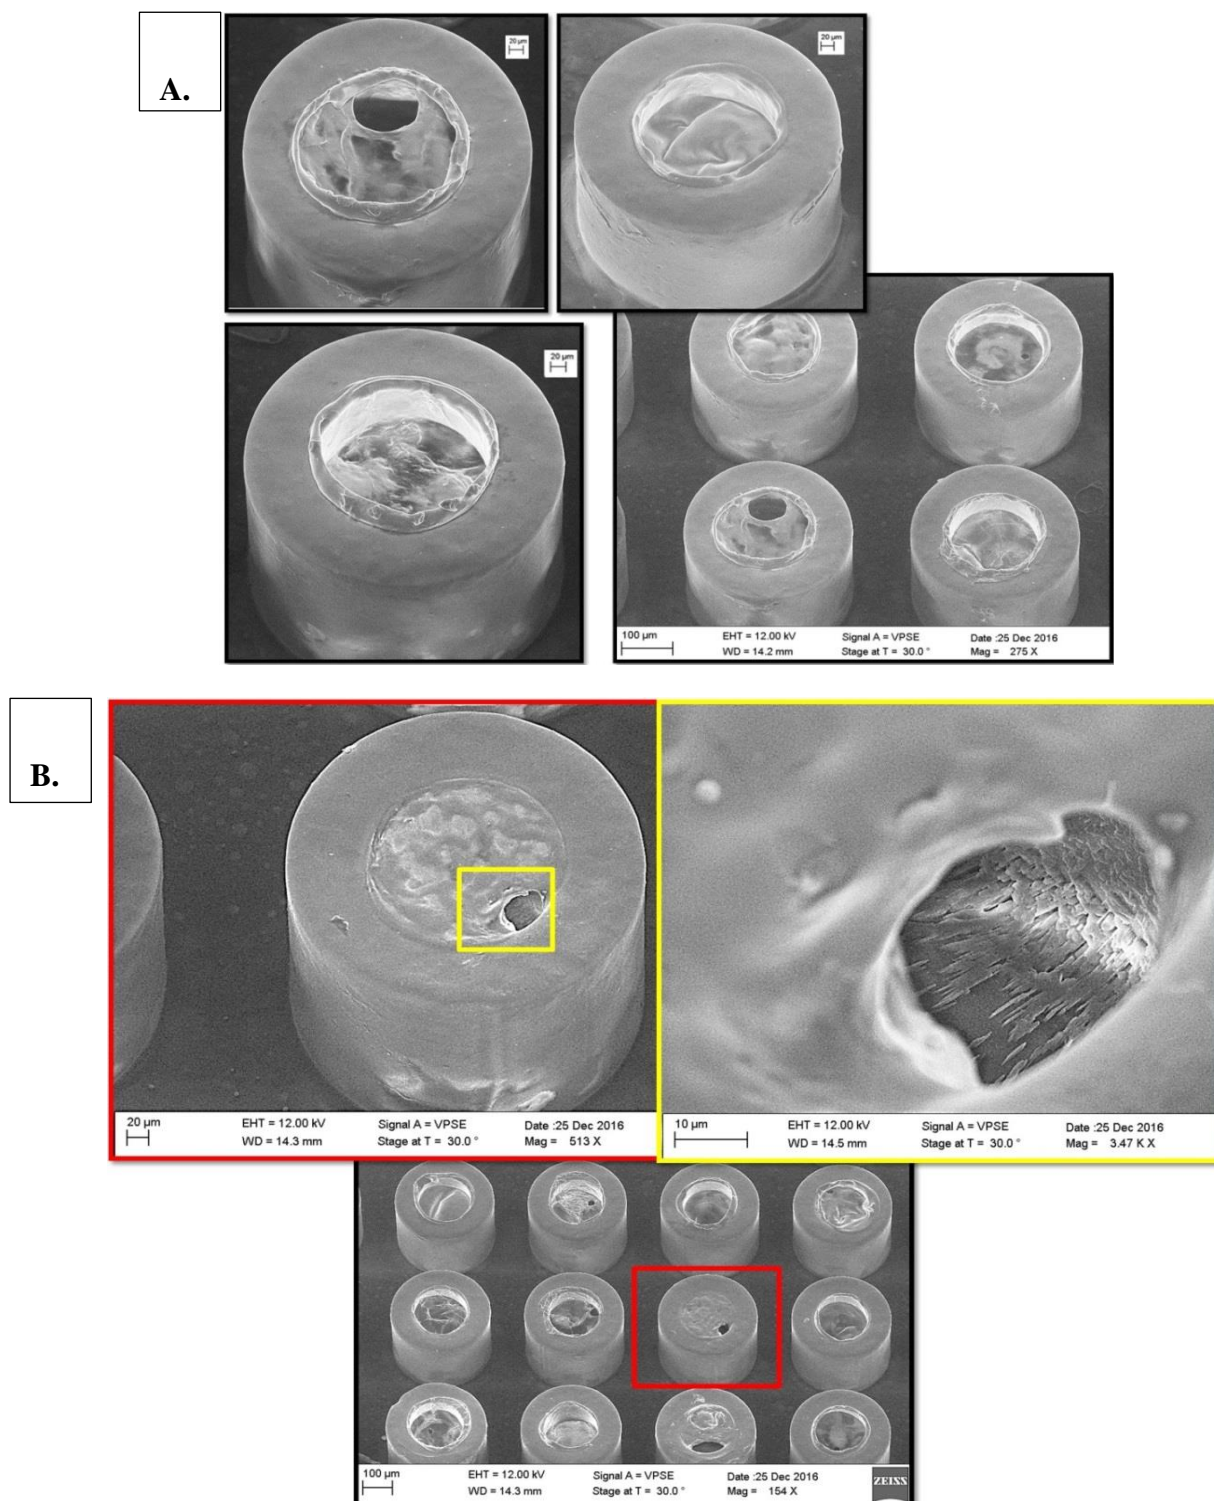 A.
20 µm
20 µm
20 µm
100 µm
EHT = 12.00 kV
WD = 14.2 mm
Signal A = VPSE
Stage at T = 30.0 °
Date :25 Dec 2016
Mag = 275 X
B.
20 µm
EHT = 12.00 kV
WD = 14.3 mm
Signal A = VPSE
Stage at T = 30.0 °
Date :25 Dec 2016
Mag = 513 X
10 µm
EHT = 12.00 kV
WD = 14.5 mm
Signal A = VPSE
Stage at T = 30.0 °
Date :25 Dec 2016
Mag = 3.47 K X
100 µm
EHT = 12.00 kV
WD = 14.3 mm
Signal A = VPSE
Stage at T = 30.0 °
Date :25 Dec 2016
Mag = 154 X
ZEISS